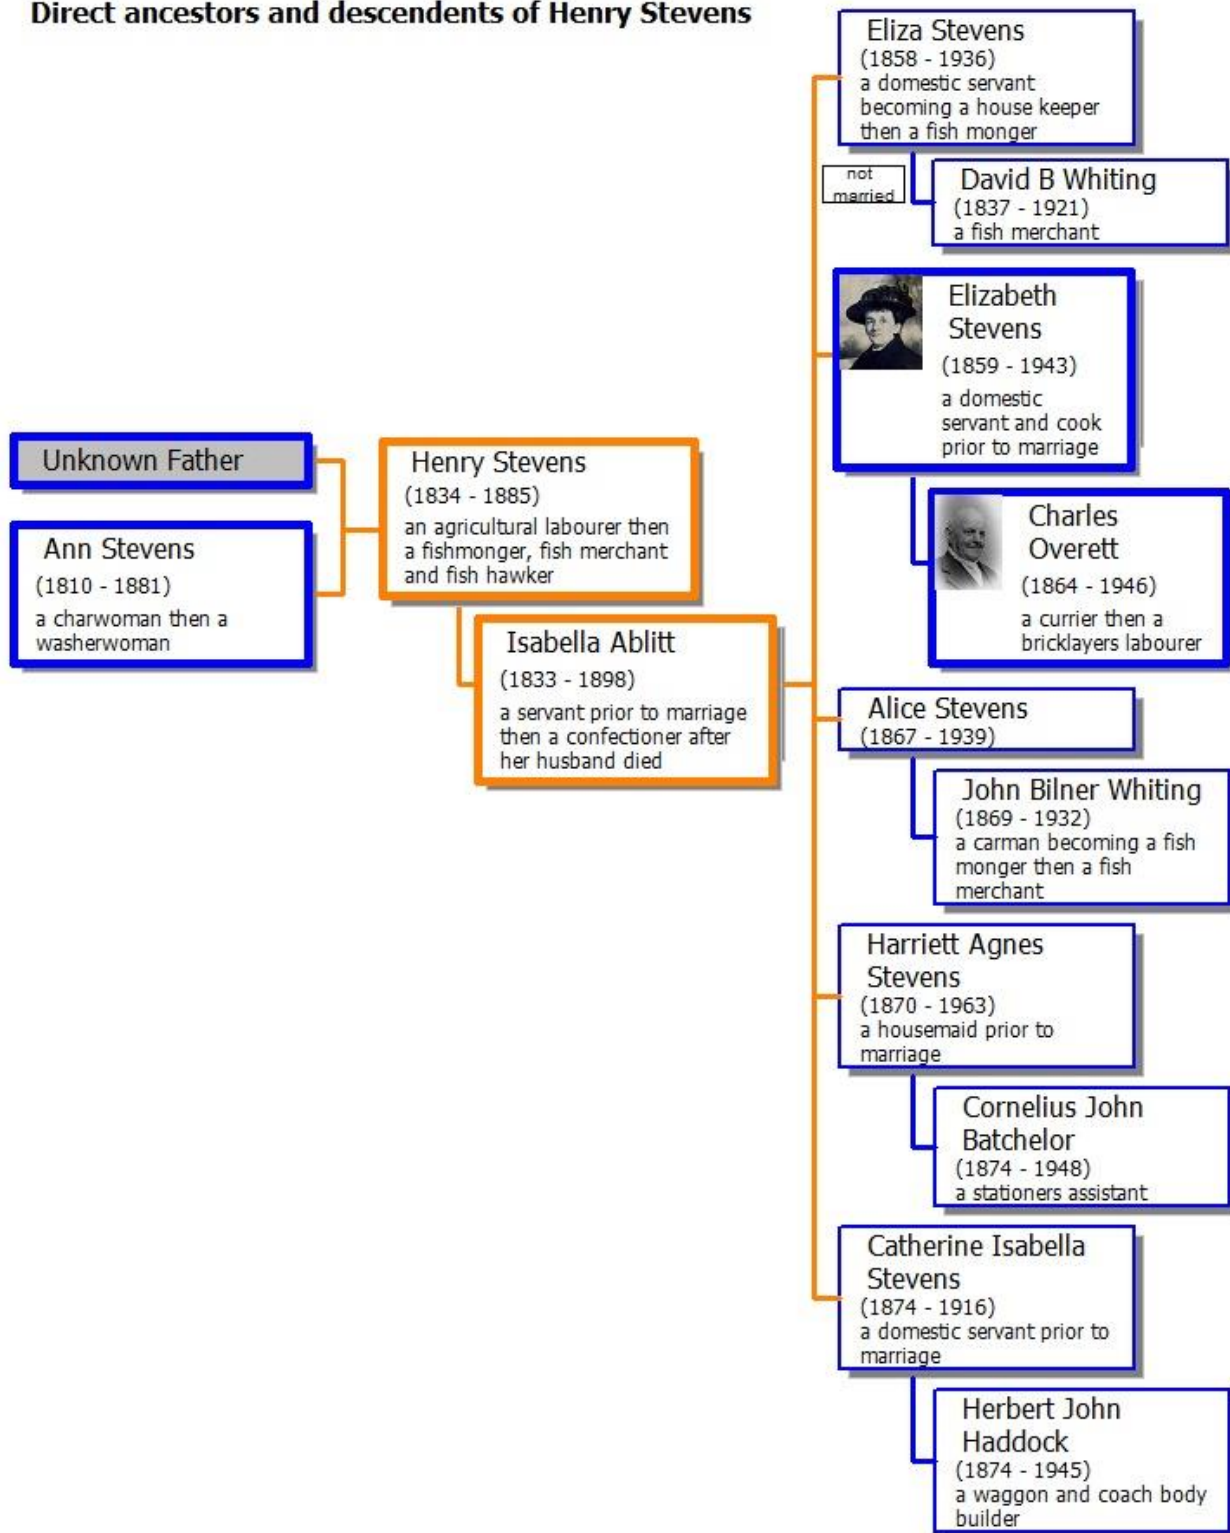 Direct ancestors and descendents of Henry Stevens
Unknown Father
Ann Stevens
(1810 - 1881)
a charwoman then a
washerwoman
Henry Stevens
(1834 - 1885)
an agricultural labourer then
a fishmonger, fish merchant
and fish hawker
Isabella Ablitt
(1833 - 1898)
a servant prior to marriage
then a confectioner after
her husband died
Eliza Stevens
(1858 - 1936)
a domestic servant
becoming a house keeper
then a fish monger
not
married
David B Whiting
(1837 - 1921)
a fish merchant
Elizabeth
Stevens
(1859 - 1943)
a domestic
servant and cook
prior to marriage
Charles
Overett
(1864 - 1946)
a currier then a
bricklayers labourer
Alice Stevens
(1867 - 1939)
John Bilner Whiting
(1869 - 1932)
a carman becoming a fish
monger then a fish
merchant
Harriett Agnes
Stevens
(1870 - 1963)
a housemaid prior to
marriage
Cornelius John
Batchelor
(1874 - 1948)
a stationers assistant
Catherine Isabella
Stevens
(1874 - 1916)
a domestic servant prior to
marriage
Herbert John
Haddock
(1874 - 1945)
a waggon and coach body
builder